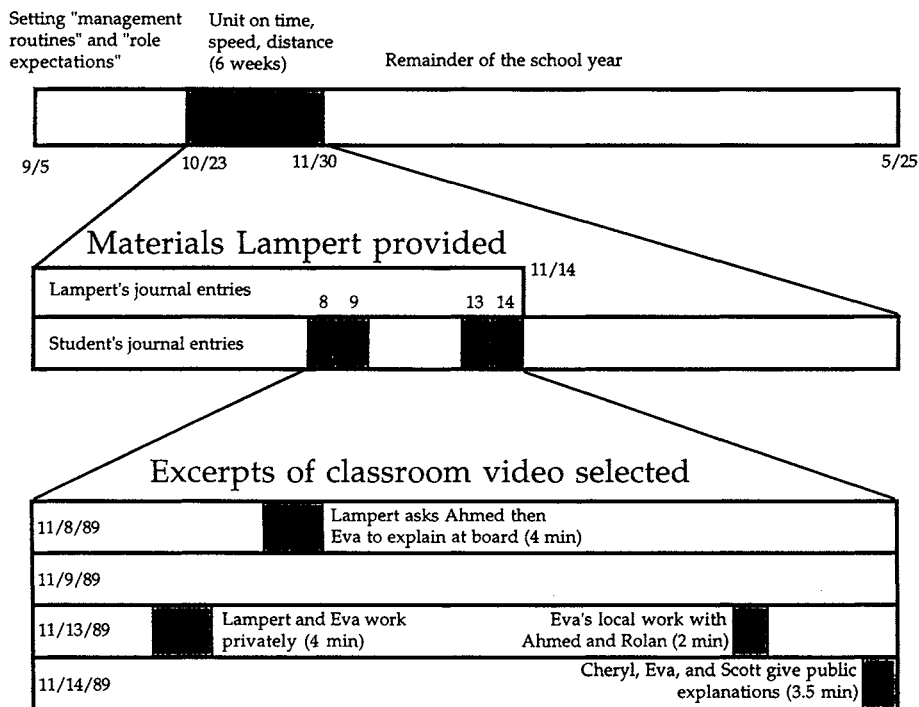 Setting "management
routines" and "role
expectations"
Unit on time,
speed, distance
(6 weeks)
Remainder of the school year
9/5
10/23
11/30
5/25
Materials Lampert provided
11/14
Lampert's journal entries
8 9 13 14
Student's journal entries
Excerpts of classroom video selected
11/8/89
Lampert asks Ahmed then
Eva to explain at board (4 min)
11/9/89
11/13/89
Lampert and Eva work
privately (4 min)
Eva's local work with
Ahmed and Rolan (2 min)
11/14/89
Cheryl, Eva, and Scott give public
explanations (3.5 min)